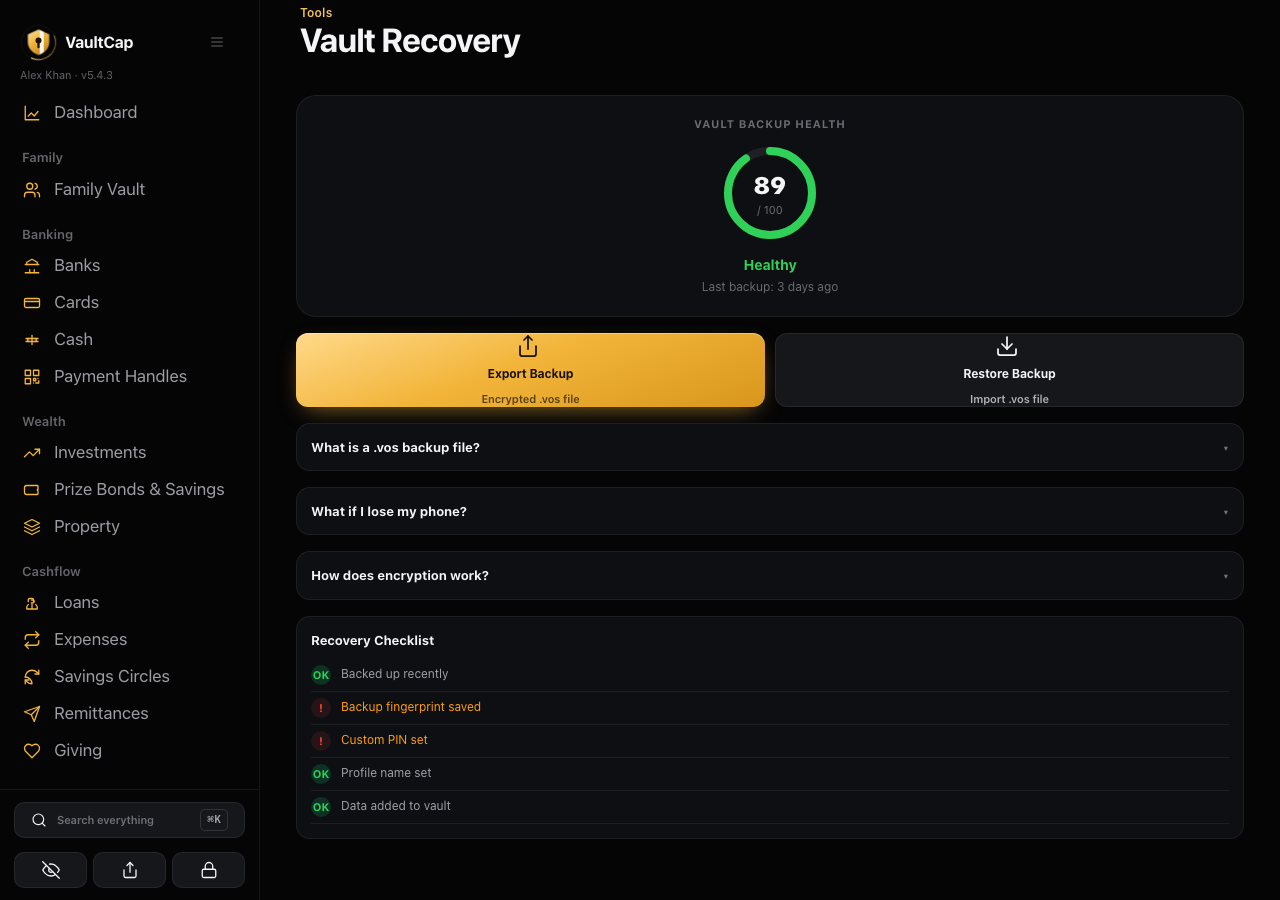 VaultCap
Alex Khan · v5.4.3
Dashboard
Family
Family Vault
Banking
Banks
Cards
Cash
Payment Handles
Wealth
Investments
Prize Bonds & Savings
Property
Cashflow
Loans
Expenses
Savings Circles
Remittances
Giving
Search everything ⌘K
Tools
Vault Recovery
VAULT BACKUP HEALTH
89
/ 100
Healthy
Last backup: 3 days ago
Export Backup
Encrypted .vos file
Restore Backup
Import .vos file
What is a .vos backup file?
What if I lose my phone?
How does encryption work?
Recovery Checklist
OK Backed up recently
! Backup fingerprint saved
! Custom PIN set
OK Profile name set
OK Data added to vault